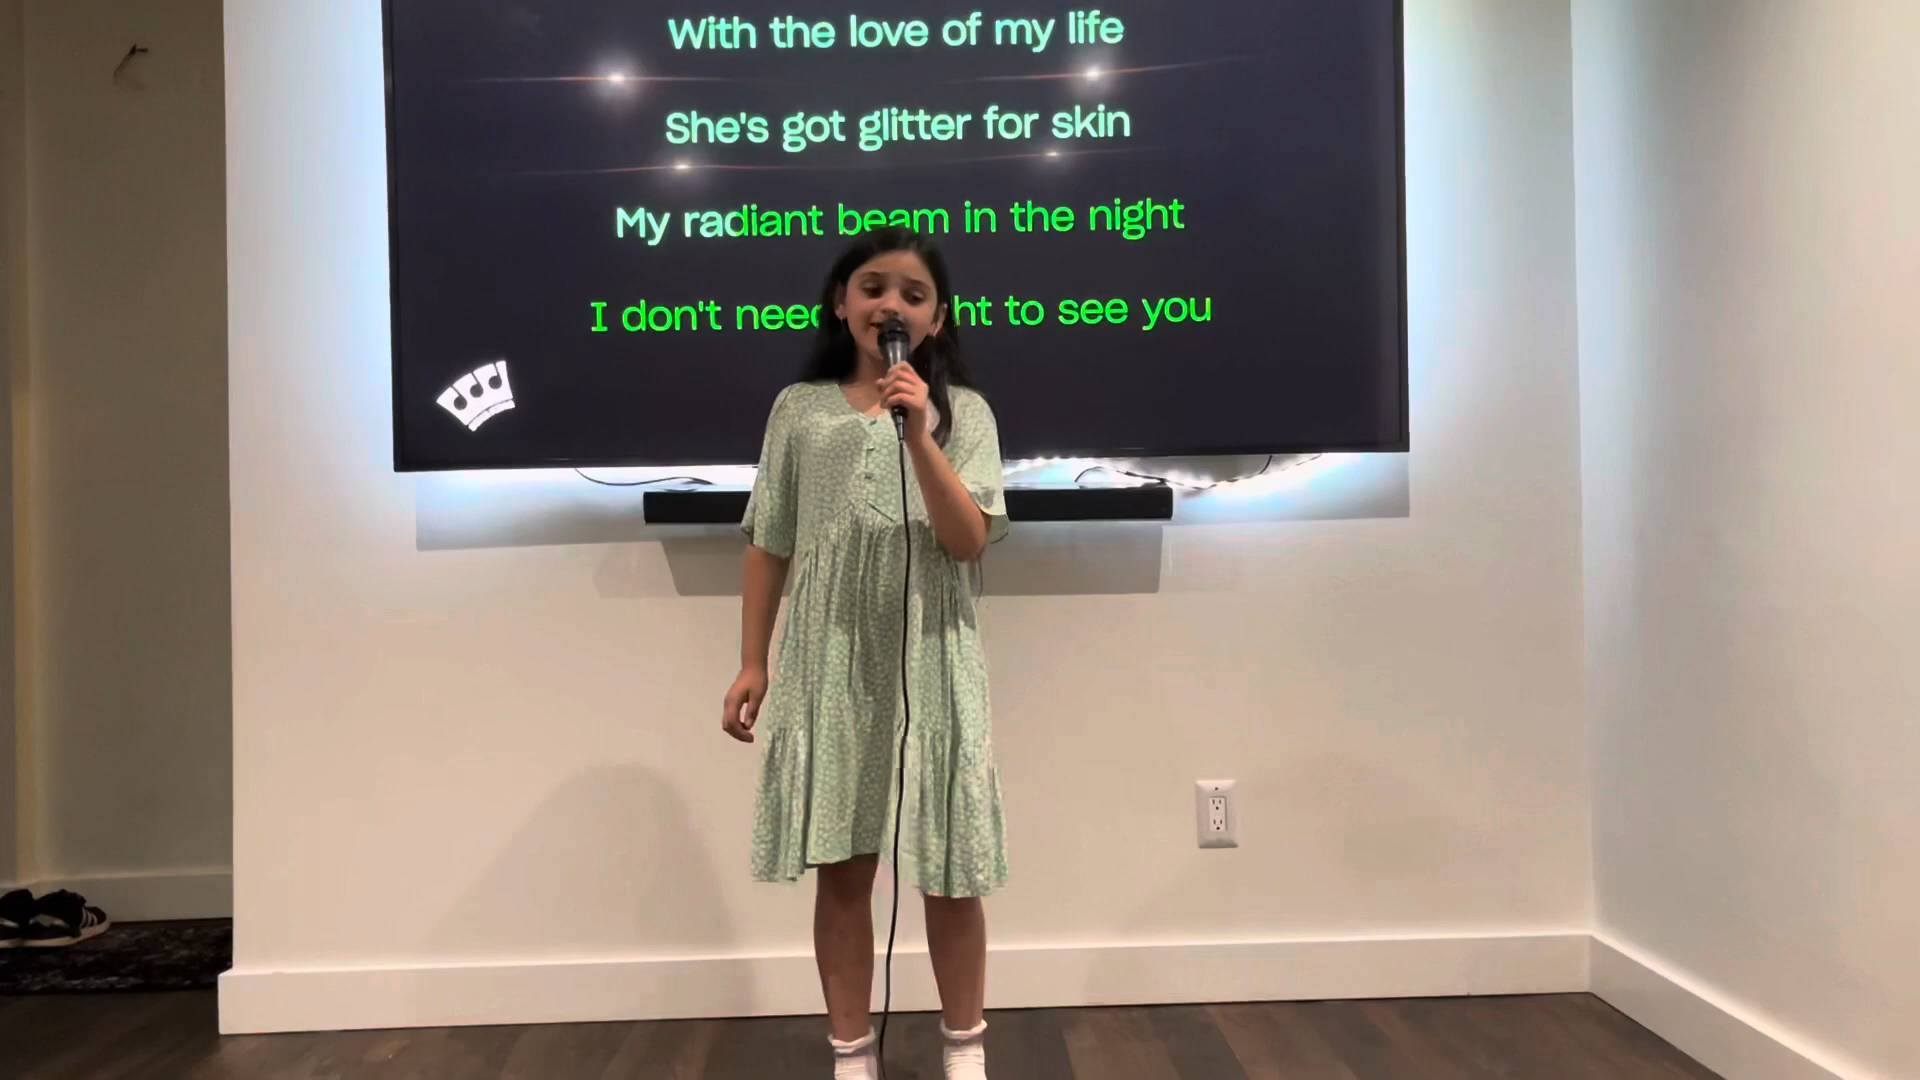 With the love of my life
She's got glitter for skin
My radiant beam in the night
I don't need ht to see you